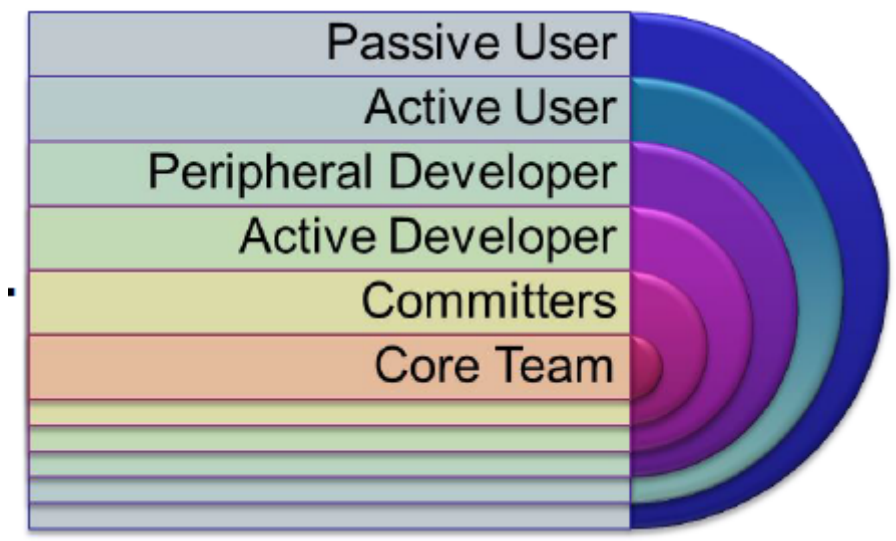 Passive User
Active User
Peripheral Developer
Active Developer
Committers
Core Team